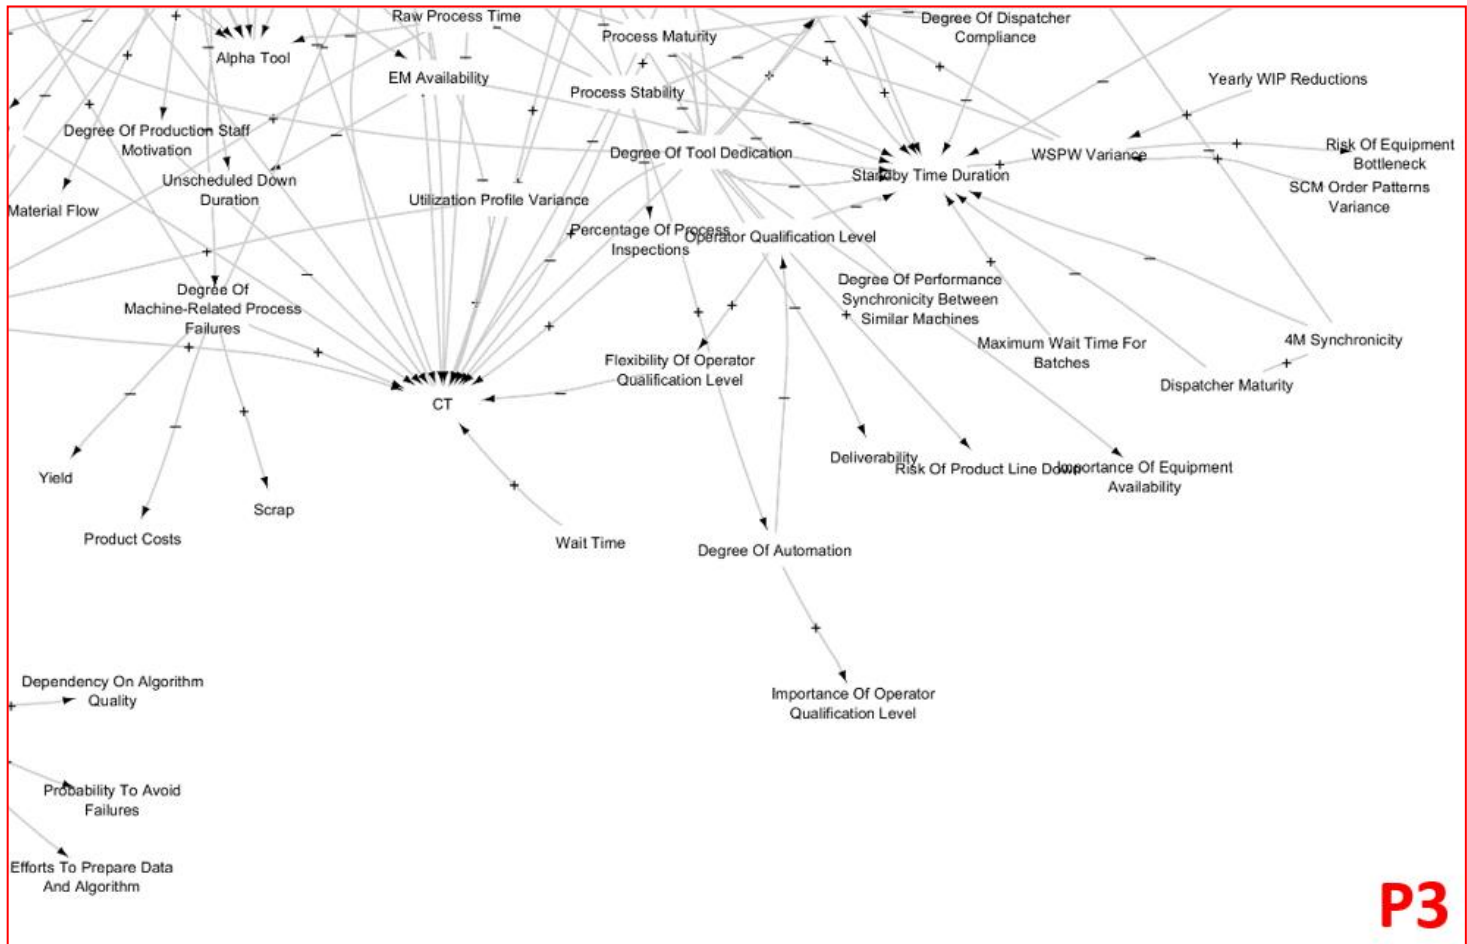 Raw Process Time
Degree Of Dispatcher
Compliance
Process Maturity
Alpha Tool
EM Availability
Yearly WIP Reductions
Process Stability
Degree Of Production Staff
Motivation
Degree Of Tool Dedication
WSPW Variance
Risk Of Equipment
Bottleneck
Unscheduled Down
Duration
Standby Time Duration
SCM Order Patterns
Variance
Material Flow
Utilization Profile Variance
Percentage Of Process
Inspections
Operator Qualification Level
Degree Of
Machine-Related Process
Failures
Degree Of Performance
Synchronicity Between
Similar Machines
Maximum Wait Time For
Batches
4M Synchronicity
Flexibility Of Operator
Qualification Level
Dispatcher Maturity
CT
Deliverability
Risk Of Product Line Down
Importance Of Equipment
Availability
Yield
Scrap
Product Costs
Wait Time
Degree Of Automation
Dependency On Algorithm
Quality
Importance Of Operator
Qualification Level
Probability To Avoid
Failures
Efforts To Prepare Data
And Algorithm
P3